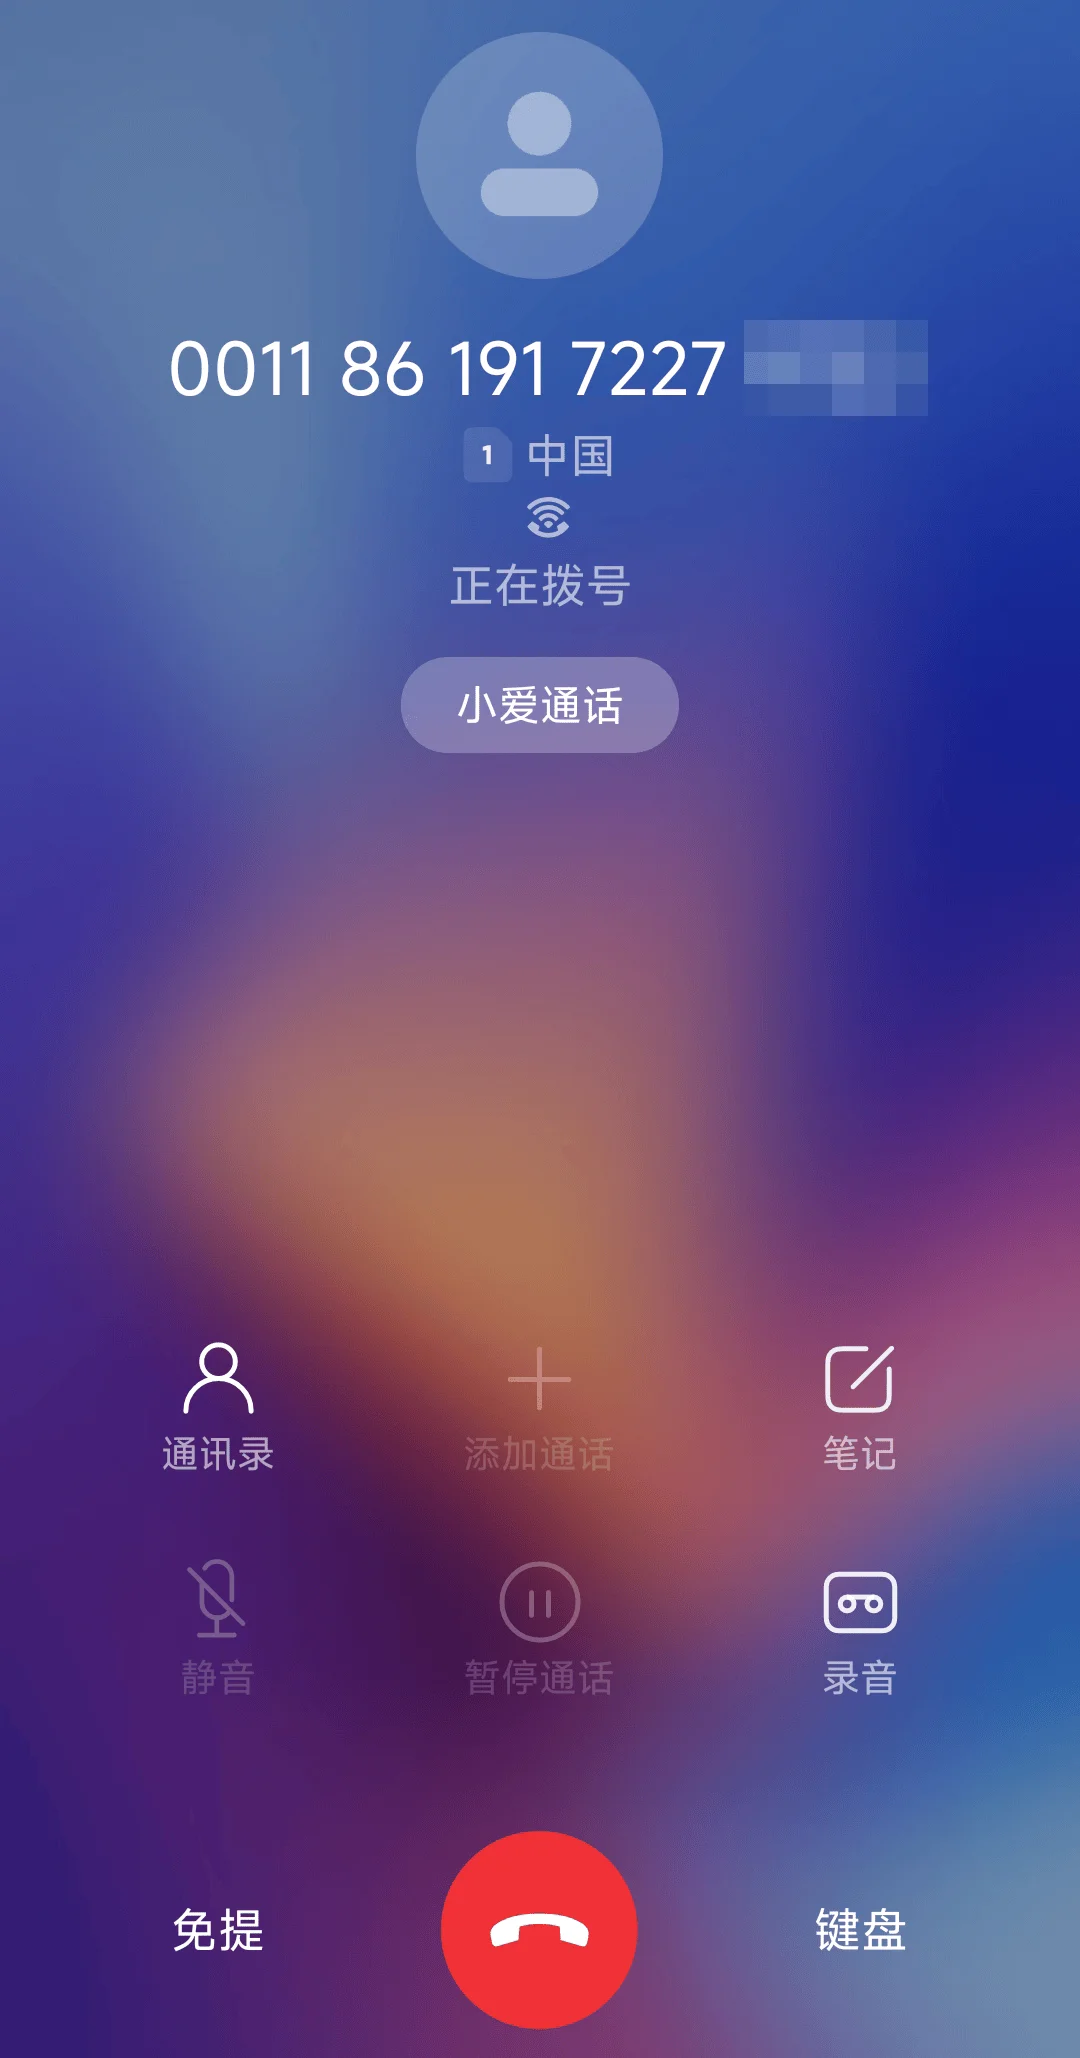 0011 86 191 7227
1 中国
正在拨号
小爱通话
通讯录 添加通话 笔记
静音 暂停通话 录音
免提 键盘